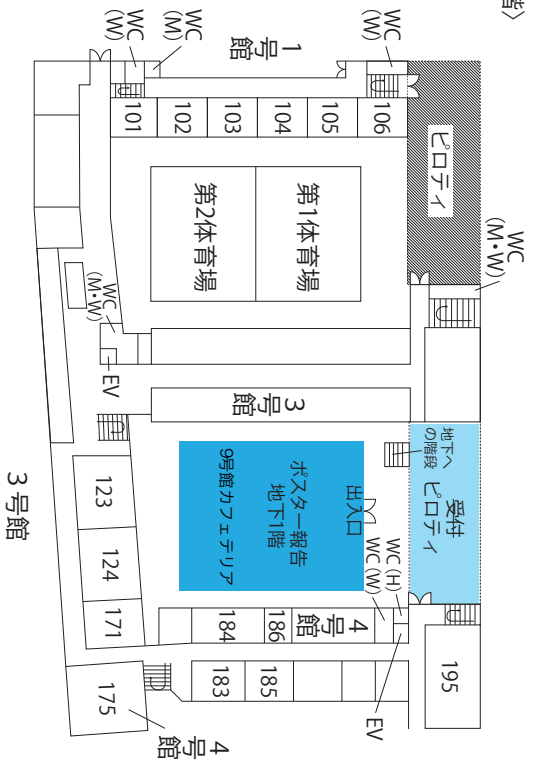 階〉
WC
(W)
WC
(M)
1号
館
WC
(W)
101
102
103
104
105
106
ピロティ
WC
(M・W)
第2体育場
第1体育場
WC
(M・W)
EV
3号
館
地下へ
の階段
受付
ピロティ
出入口
ポスター報告
地下1階
9号館カフェテリア
WC (H)
WC (W)
123
124
171
175
184
186
4号
館
183
185
195
EV
3号館
4号
館